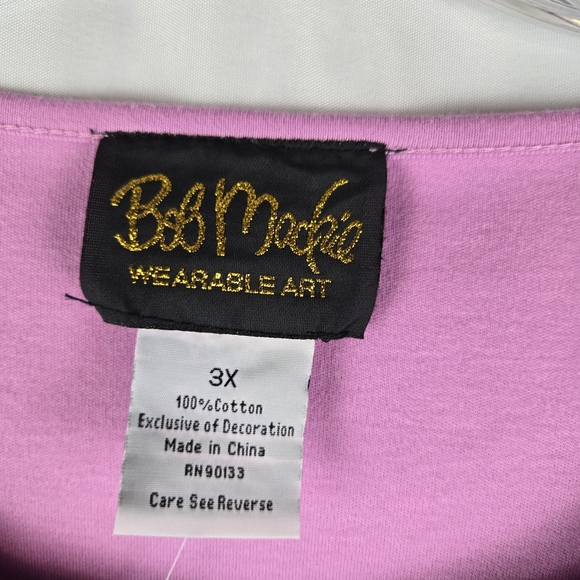 Bob Mackie
WEARABLE ART
3X
100%Cotton
Exclusive of Decoration
Made in China
RN90133
Care See Reverse